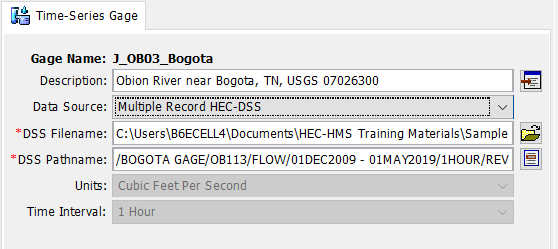 Time-Series Gage
Gage Name: J_OB03_Bogota
Description: Obion River near Bogota, TN, USGS 07026300
Data Source: Multiple Record HEC-DSS
*DSS Filename: C:\Users\B6ECELL4\Documents\HEC-HMS Training Materials\Sample
*DSS Pathname: /BOGOTA GAGE/OB113/FLOW/01DEC2009 - 01MAY2019/1HOUR/REV
Units: Cubic Feet Per Second
Time Interval: 1 Hour